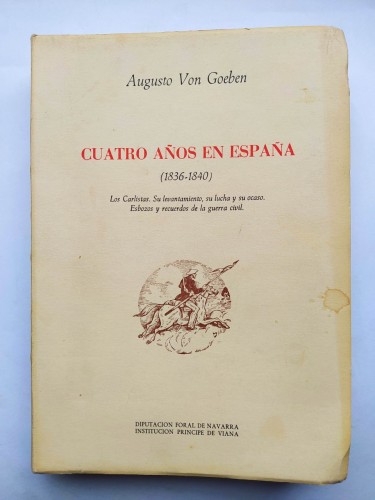 Augusto Von Goeben
CUATRO AÑOS EN ESPAÑA
(1836-1840)
Los Carlistas. Su levantamiento, su lucha y su ocaso.
Esbozos y recuerdos de la guerra civil.
DIPUTACION FORAL DE NAVARRA
INSTITUCION PRINCIPE DE VIANA